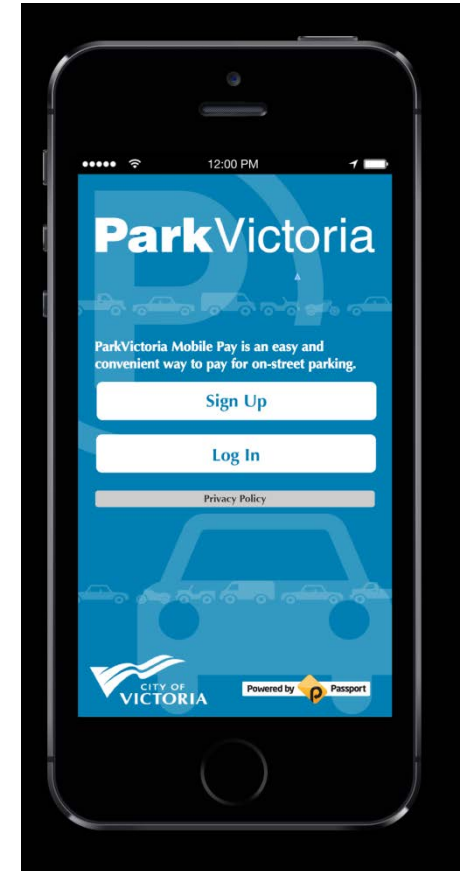 12:00 PM
ParkVictoria
ParkVictoria Mobile Pay is an easy and
convenient way to pay for on-street parking.
Sign Up
Log In
Privacy Policy
CITY OF
VICTORIA
Powered by p Passport